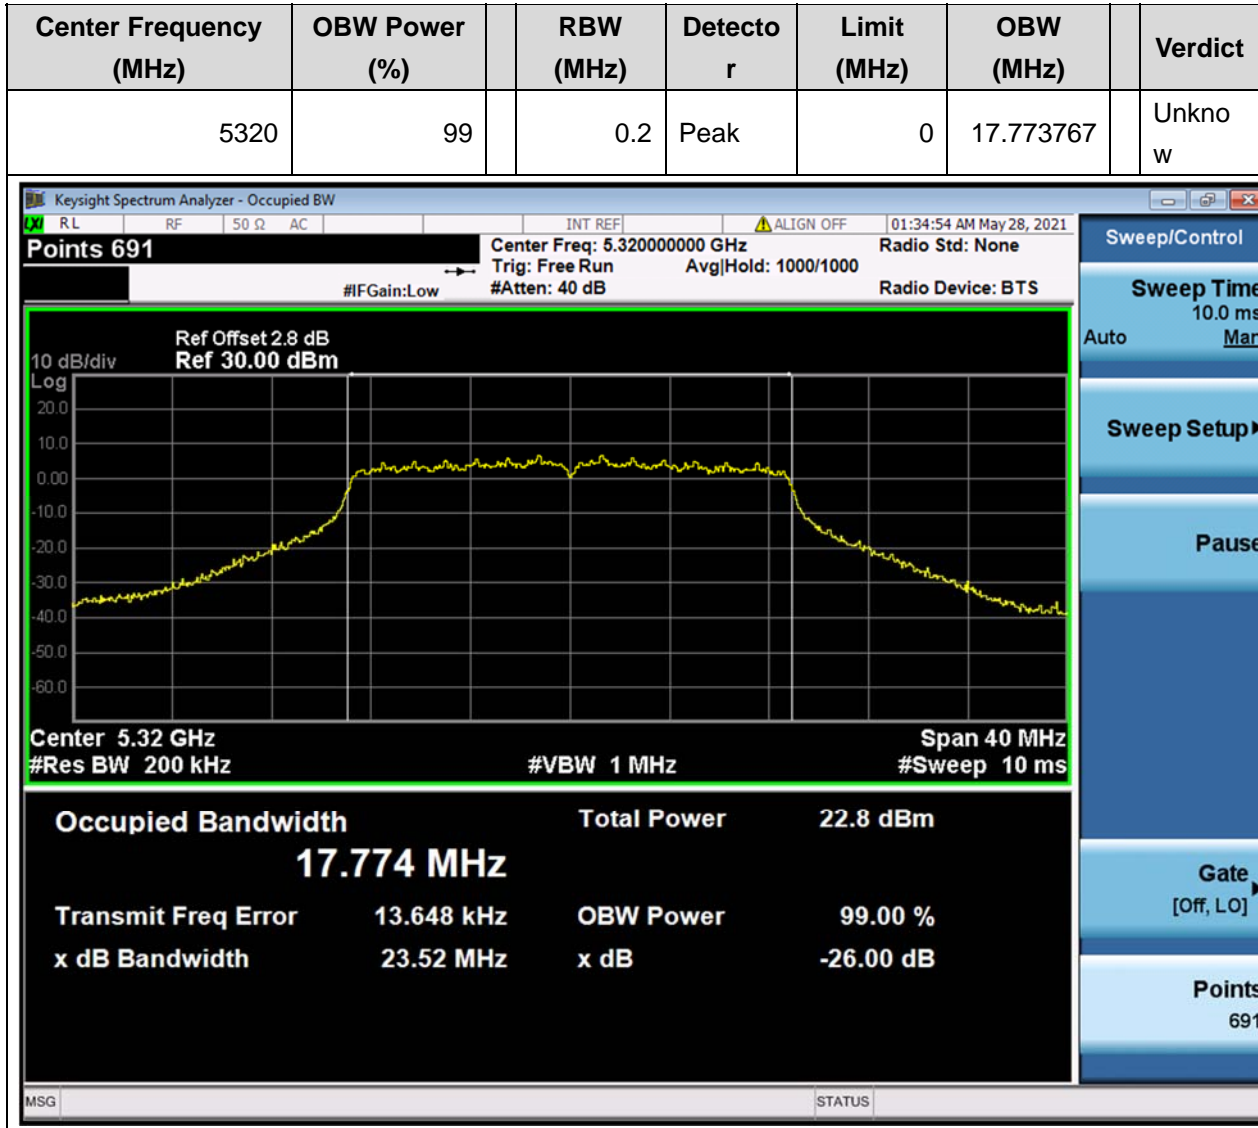 Center Frequency (MHz) OBW Power (%) RBW (MHz) Detecto r Limit (MHz) OBW (MHz) Verdict
5320 99 0.2 Peak 0 17.773767 Unkno w
Keysight Spectrum Analyzer - Occupied BW
LXI RL RF 50 Ω AC INT REF ALIGN OFF 01:34:54 AM May 28, 2021
Points 691
Center Freq: 5.320000000 GHz Radio Std: None
Trig: Free Run Avg|Hold: 1000/1000
#IFGain:Low #Atten: 40 dB Radio Device: BTS
Ref Offset 2.8 dB
10 dB/div Ref 30.00 dBm
Log
20.0
10.0
0.00
-10.0
-20.0
-30.0
-40.0
-50.0
-60.0
Center 5.32 GHz Span 40 MHz
#Res BW 200 kHz #VBW 1 MHz #Sweep 10 ms
Occupied Bandwidth Total Power 22.8 dBm
17.774 MHz
Transmit Freq Error 13.648 kHz OBW Power 99.00 %
x dB Bandwidth 23.52 MHz x dB -26.00 dB
Sweep/Control
Sweep Time
10.0 ms
Auto Man
Sweep Setup
Pause
Gate
[Off, LO]
Points
691
MSG STATUS